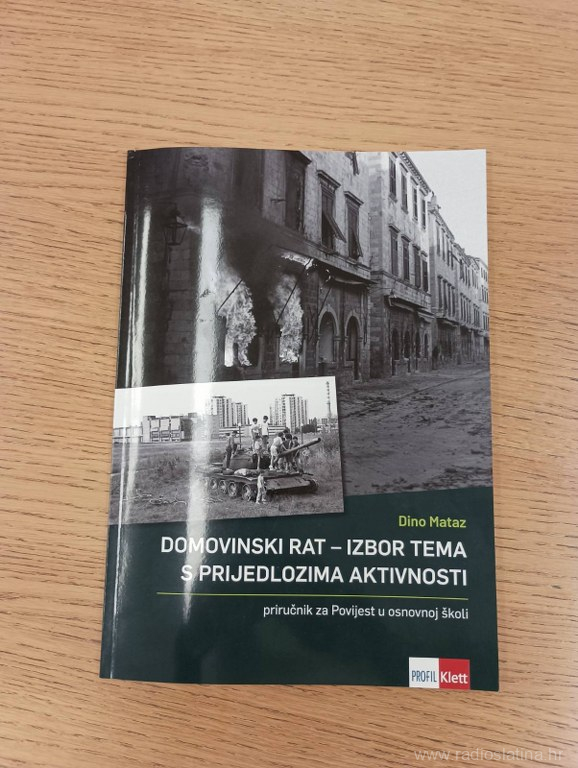 Dino Mataz
DOMOVINSKI RAT – IZBOR TEMA
S PRIJEDLOZIMA AKTIVNOSTI
priručnik za Povijest u osnovnoj školi
PROFIL Klett
www.radioslatina.hr